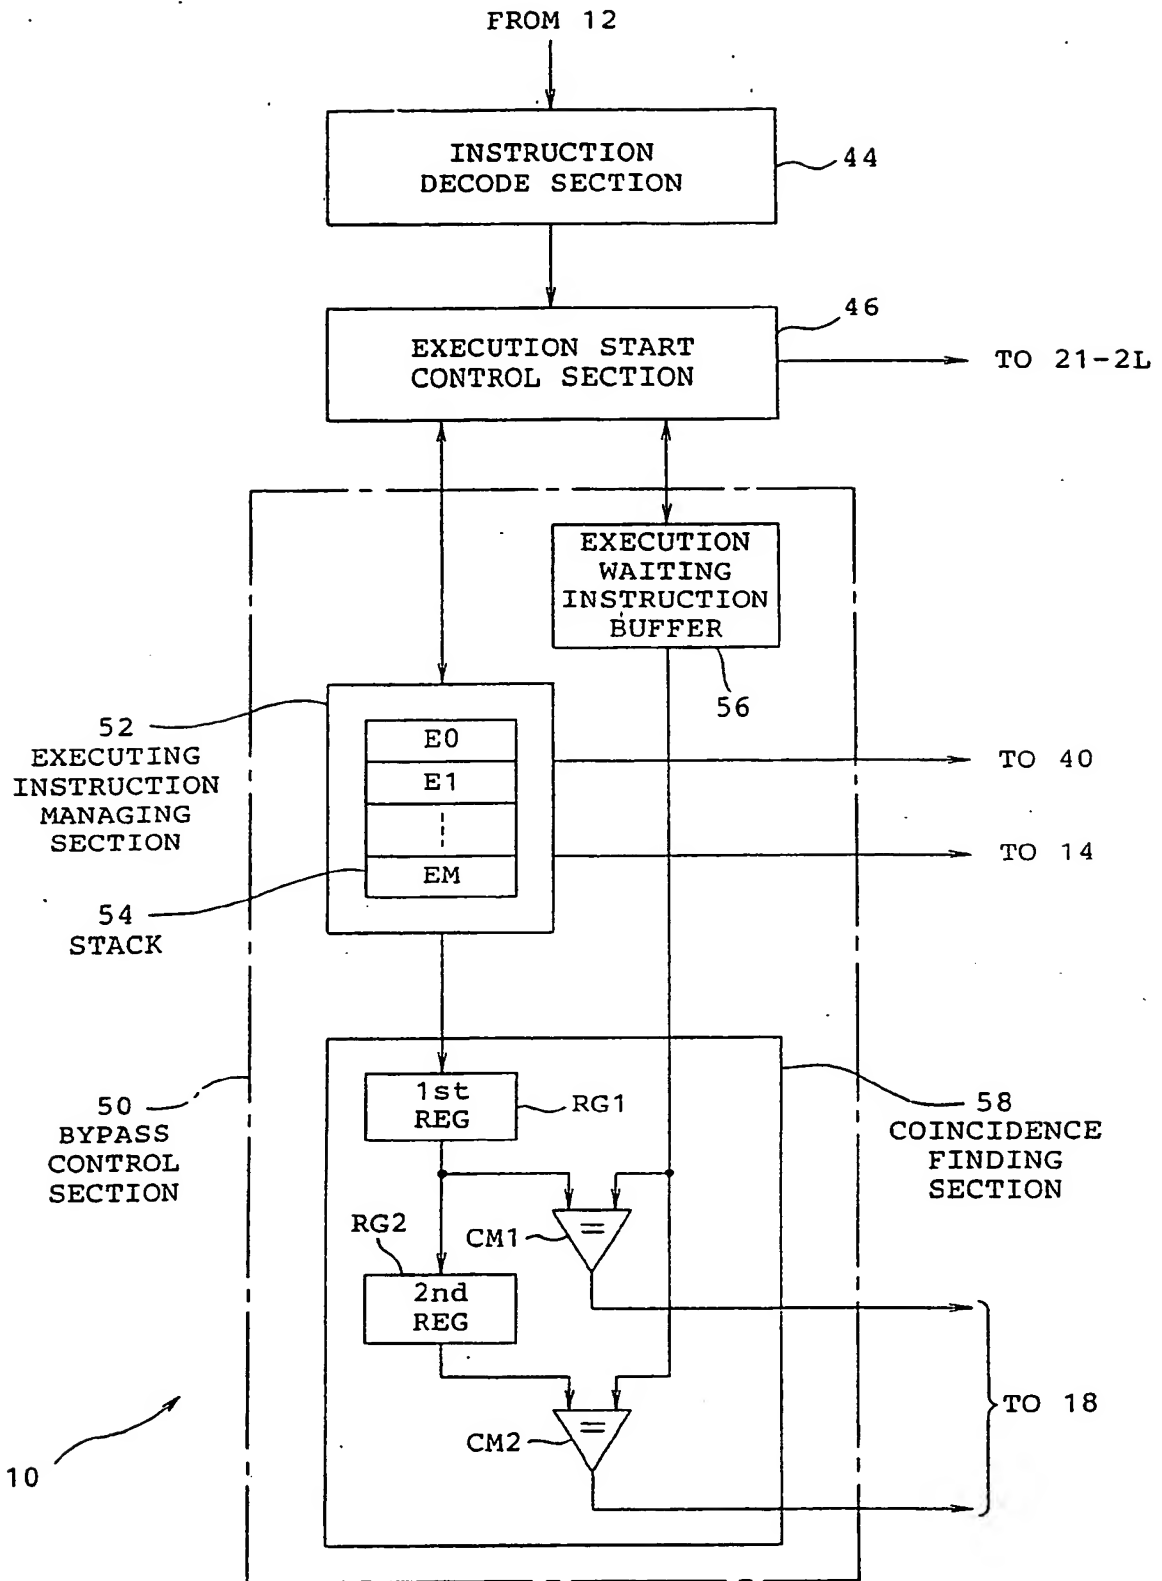 FROM 12
INSTRUCTION
DECODE SECTION
44
46
EXECUTION START
CONTROL SECTION
TO 21-2L
EXECUTION
WAITING
INSTRUCTION
BUFFER
56
52
EXECUTING
INSTRUCTION
MANAGING
SECTION
E0
E1
EM
TO 40
TO 14
54
STACK
1st
REG
RG1
50
BYPASS
CONTROL
SECTION
58
COINCIDENCE
FINDING
SECTION
RG2
=
CM1
2nd
REG
=
CM2
TO 18
10